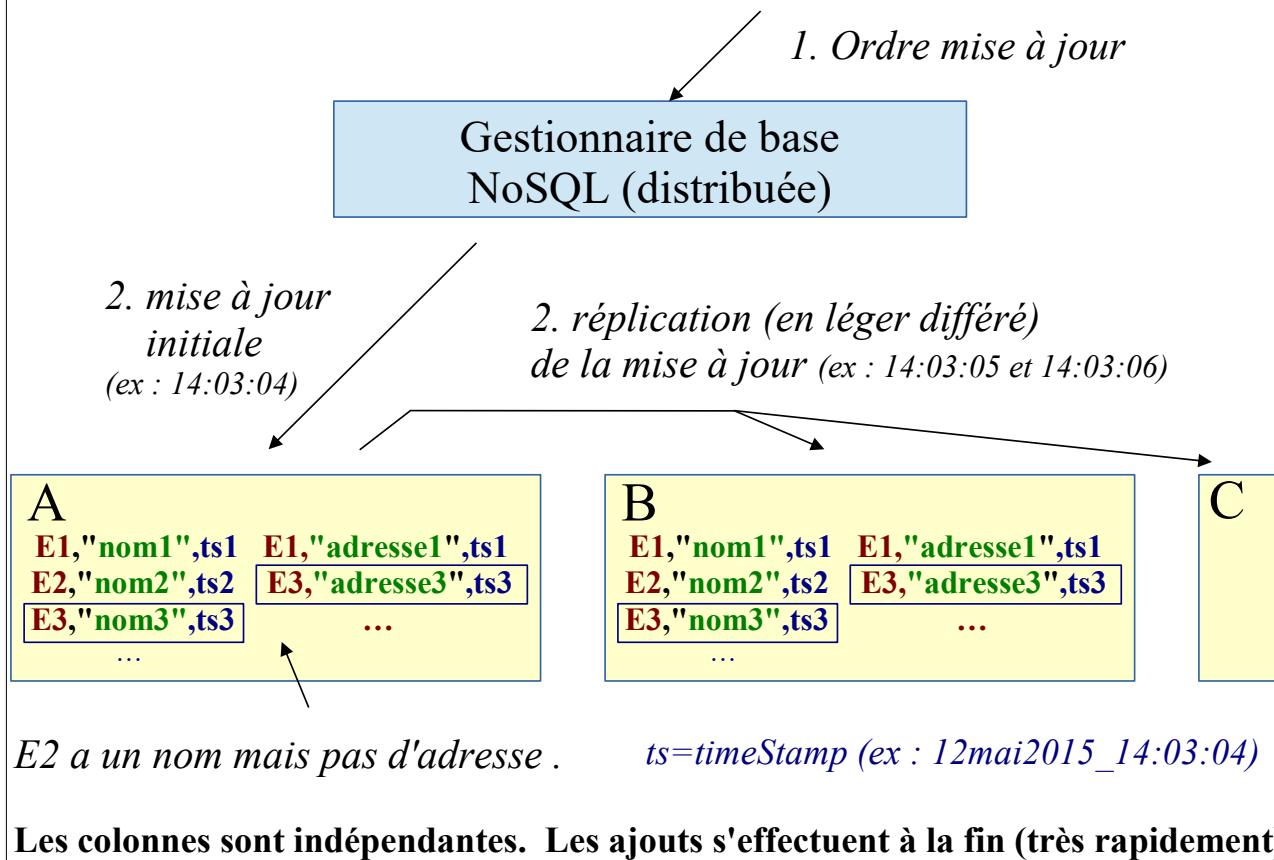 1. Ordre mise à jour
Gestionnaire de base
NoSQL (distribuée)
2. mise à jour
initiale
(ex : 14:03:04)
2. réplication (en léger différé)
de la mise à jour (ex : 14:03:05 et 14:03:06)
A
E1,"nom1",ts1 E1,"adresse1",ts1
E2,"nom2",ts2 E3,"adresse3",ts3
E3,"nom3",ts3 …
…
B
E1,"nom1",ts1 E1,"adresse1",ts1
E2,"nom2",ts2 E3,"adresse3",ts3
E3,"nom3",ts3 …
…
C
E2 a un nom mais pas d'adresse .
ts=timeStamp (ex : 12mai2015_14:03:04)
Les colonnes sont indépendantes. Les ajouts s'effectuent à la fin (très rapidement